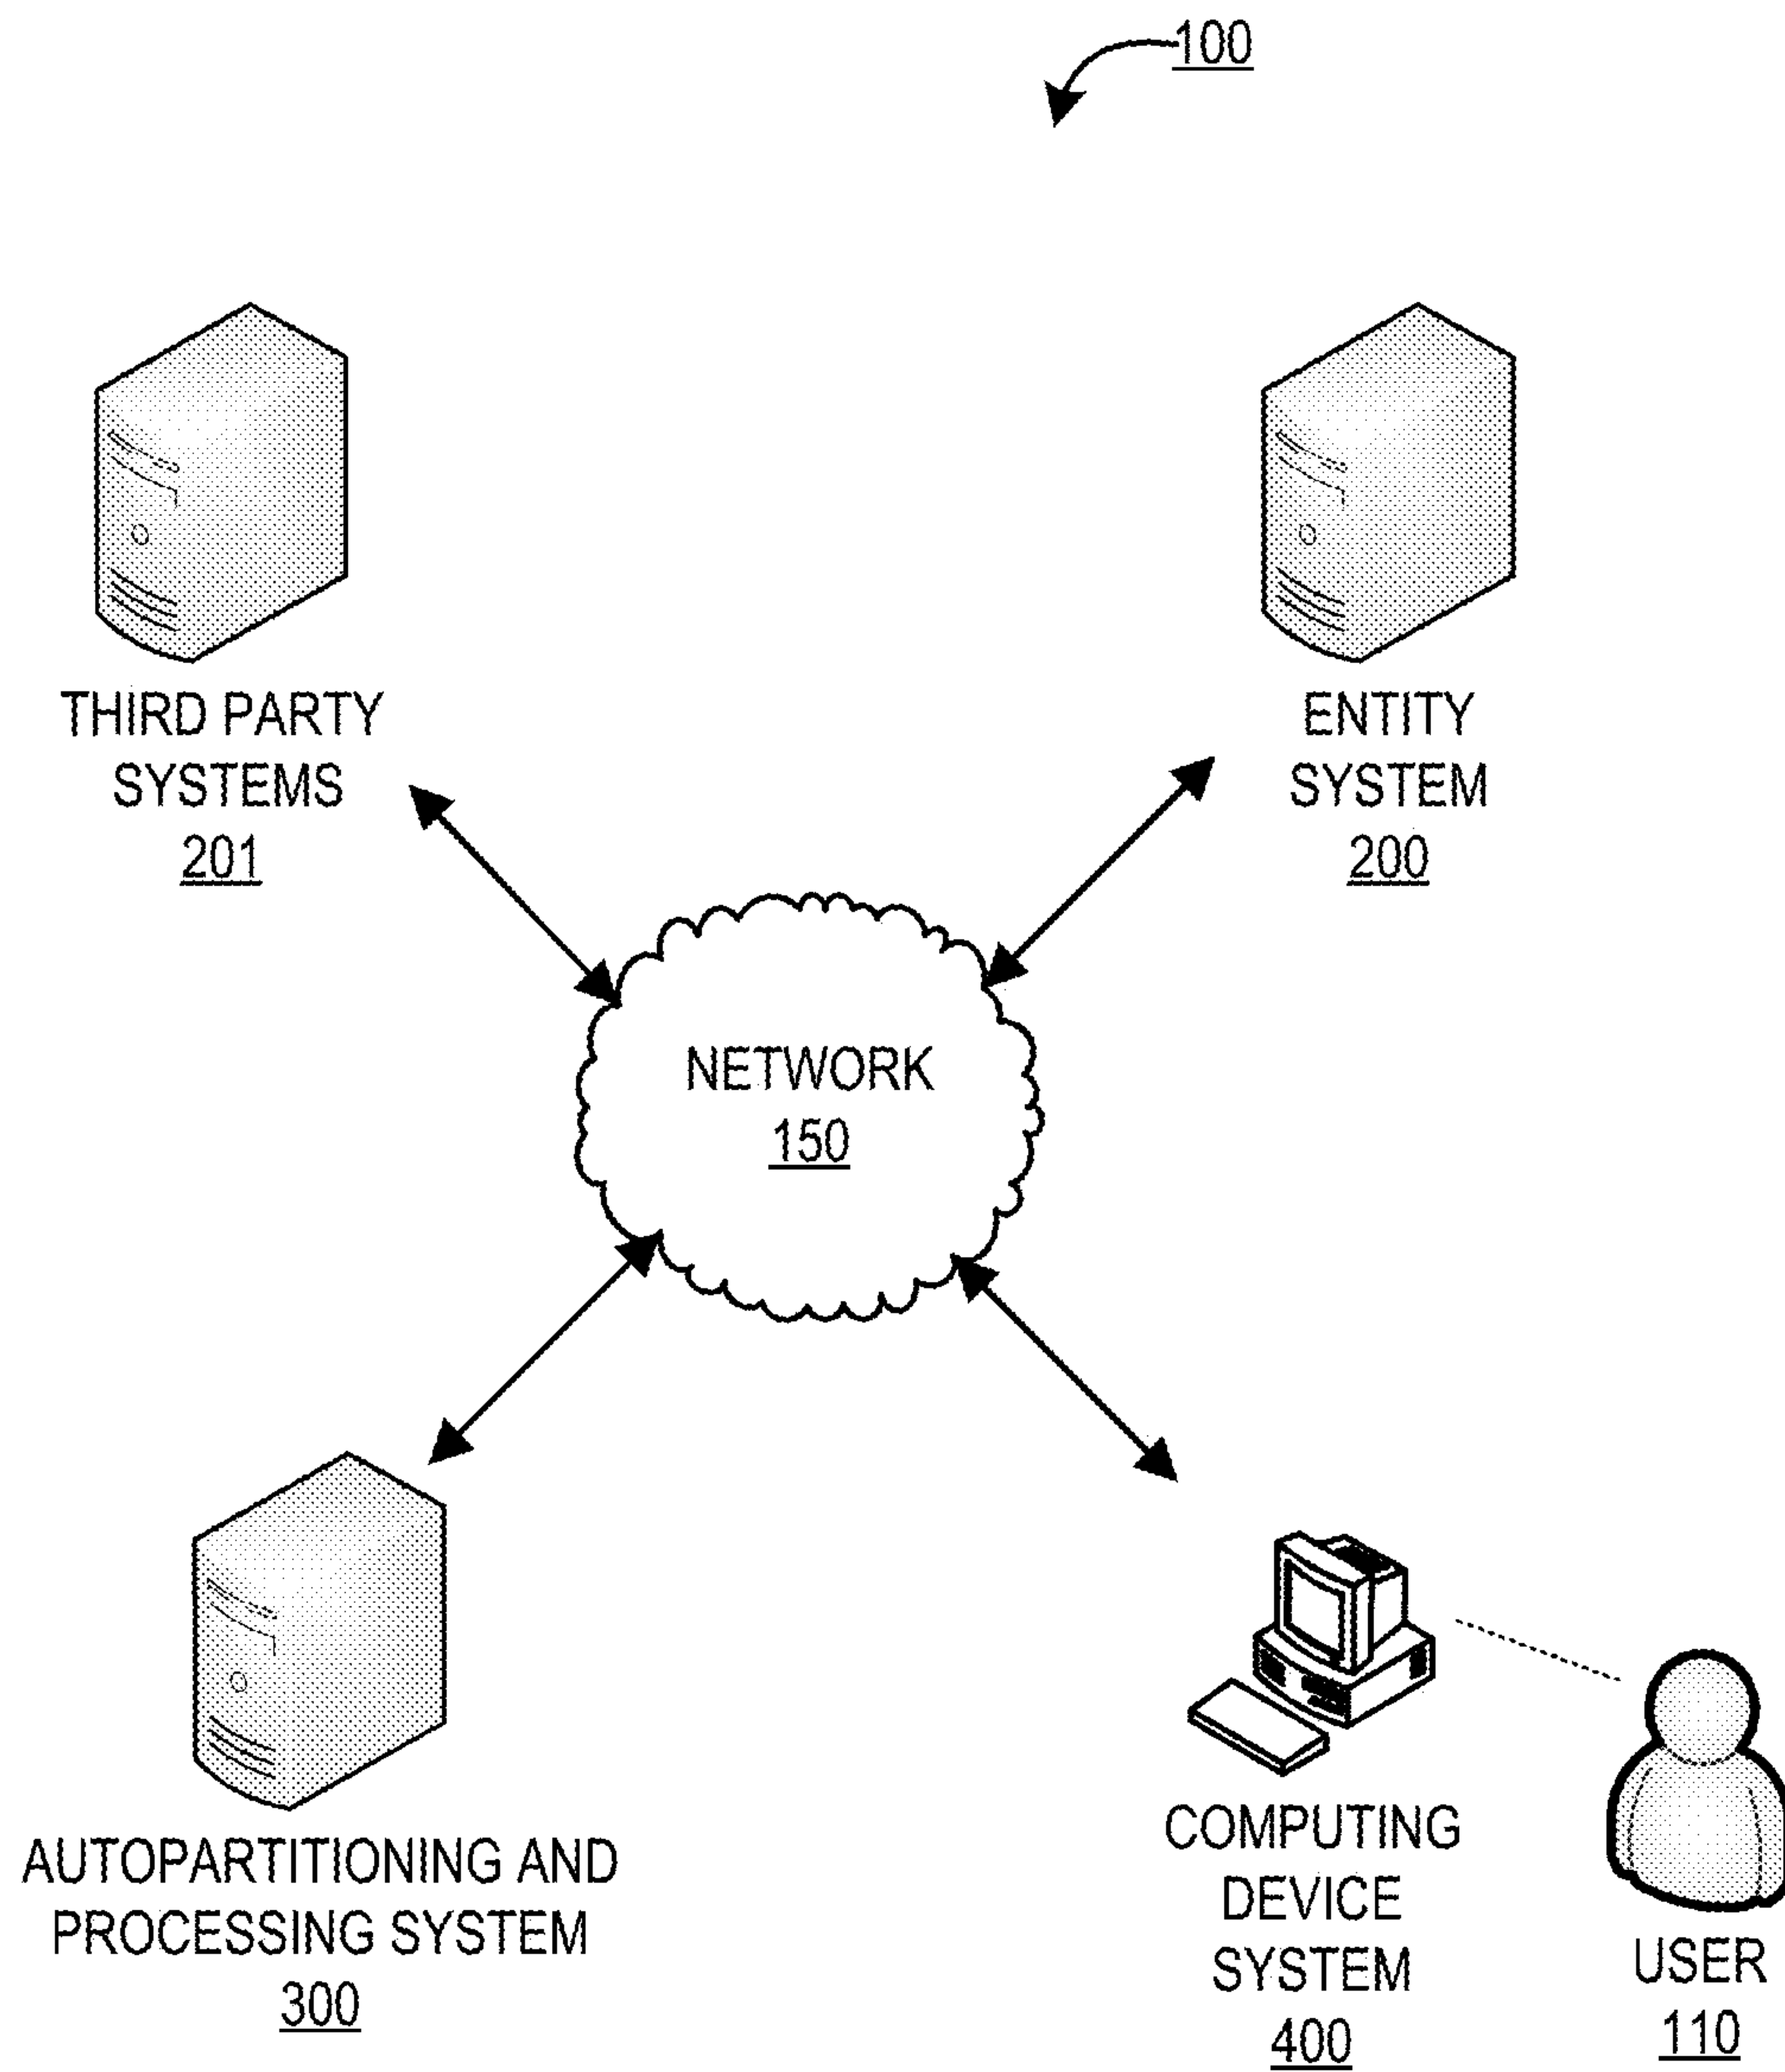 100
THIRD PARTY
SYSTEMS
201
ENTITY
SYSTEM
200
NETWORK
150
AUTOPARTITIONING AND
PROCESSING SYSTEM
300
COMPUTING
DEVICE
SYSTEM
400
USER
110